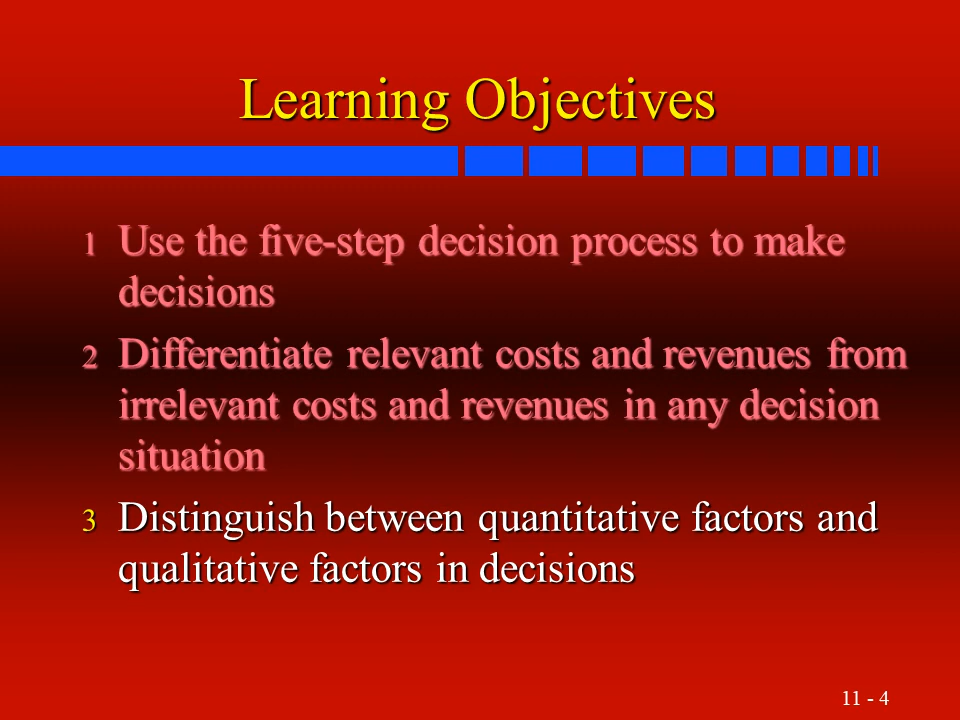 Learning Objectives
1 Use the five-step decision process to make
decisions
2 Differentiate relevant costs and revenues from
irrelevant costs and revenues in any decision
situation
3 Distinguish between quantitative factors and
qualitative factors in decisions
11 - 4